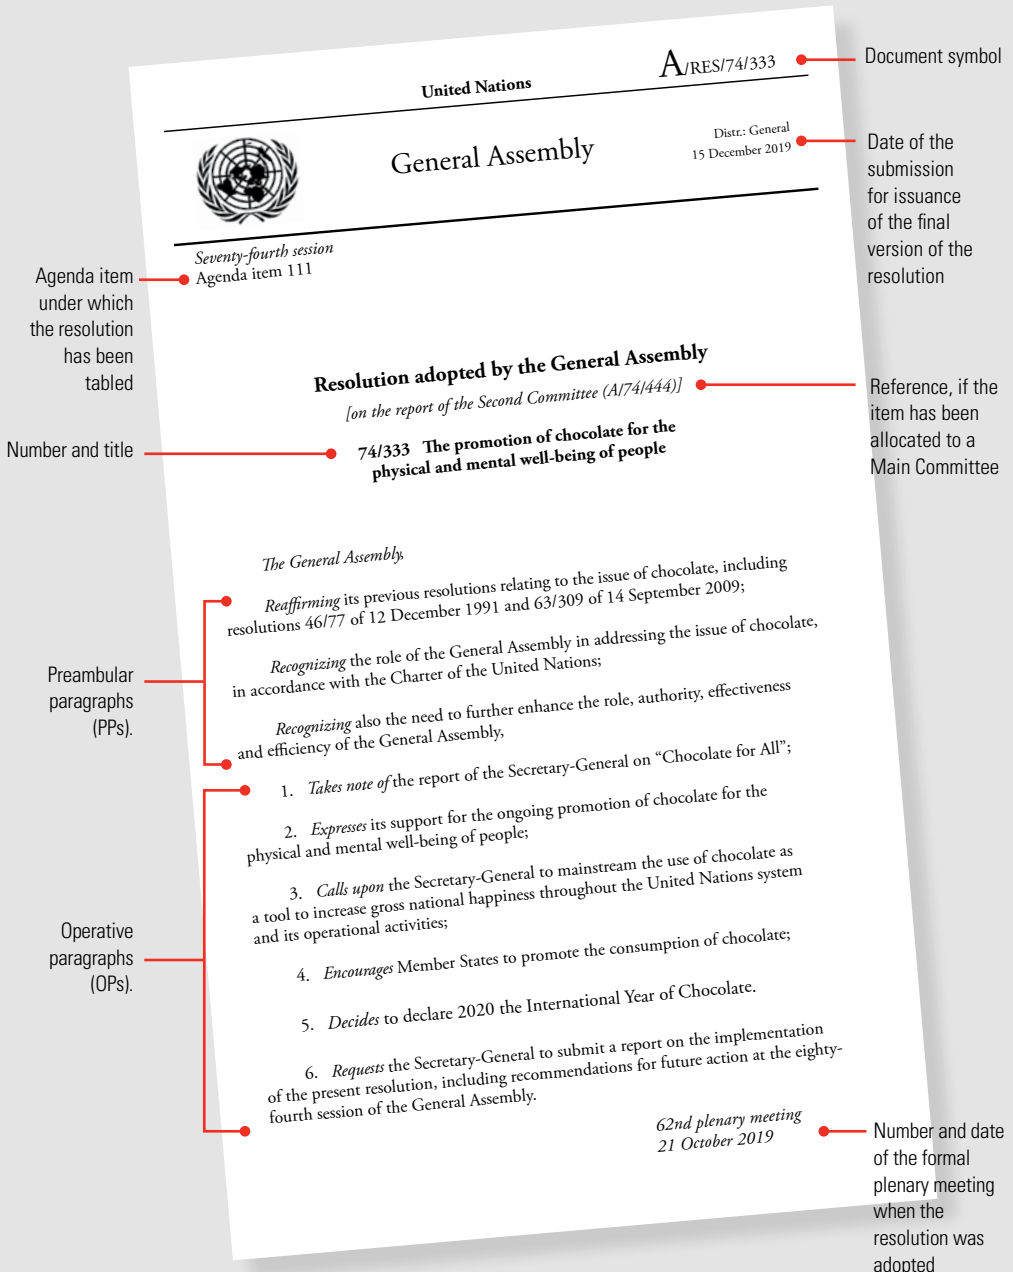 United Nations
A/RES/74/333
Document symbol
General Assembly
Distr.: General
15 December 2019
Date of the
submission
for issuance
of the final
version of the
resolution
Seventy-fourth session
Agenda item 111
Agenda item
under which
the resolution
has been
tabled
Resolution adopted by the General Assembly
[on the report of the Second Committee (A/74/444)]
Reference, if the
item has been
allocated to a
Main Committee
Number and title
74/333 The promotion of chocolate for the
physical and mental well-being of people
The General Assembly,
Reaffirming its previous resolutions relating to the issue of chocolate, including
resolutions 46/77 of 12 December 1991 and 63/309 of 14 September 2009;
Recognizing the role of the General Assembly in addressing the issue of chocolate,
in accordance with the Charter of the United Nations;
Recognizing also the need to further enhance the role, authority, effectiveness
and efficiency of the General Assembly,
Preambular
paragraphs
(PPs).
1. Takes note of the report of the Secretary-General on “Chocolate for All”;
2. Expresses its support for the ongoing promotion of chocolate for the
physical and mental well-being of people;
3. Calls upon the Secretary-General to mainstream the use of chocolate as
a tool to increase gross national happiness throughout the United Nations system
and its operational activities;
4. Encourages Member States to promote the consumption of chocolate;
5. Decides to declare 2020 the International Year of Chocolate.
6. Requests the Secretary-General to submit a report on the implementation
of the present resolution, including recommendations for future action at the eighty-
fourth session of the General Assembly.
Operative
paragraphs
(OPs).
62nd plenary meeting
21 October 2019
Number and date
of the formal
plenary meeting
when the
resolution was
adopted